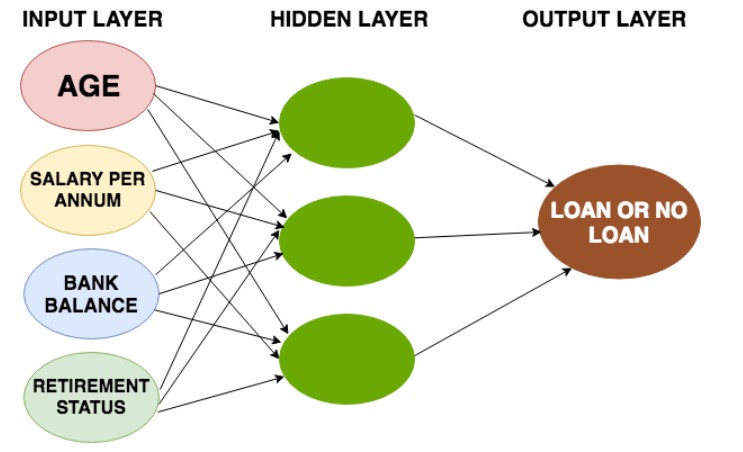 INPUT LAYER
HIDDEN LAYER
OUTPUT LAYER
AGE
SALARY PER
ANNUM
BANK
BALANCE
RETIREMENT
STATUS
LOAN OR NO
LOAN